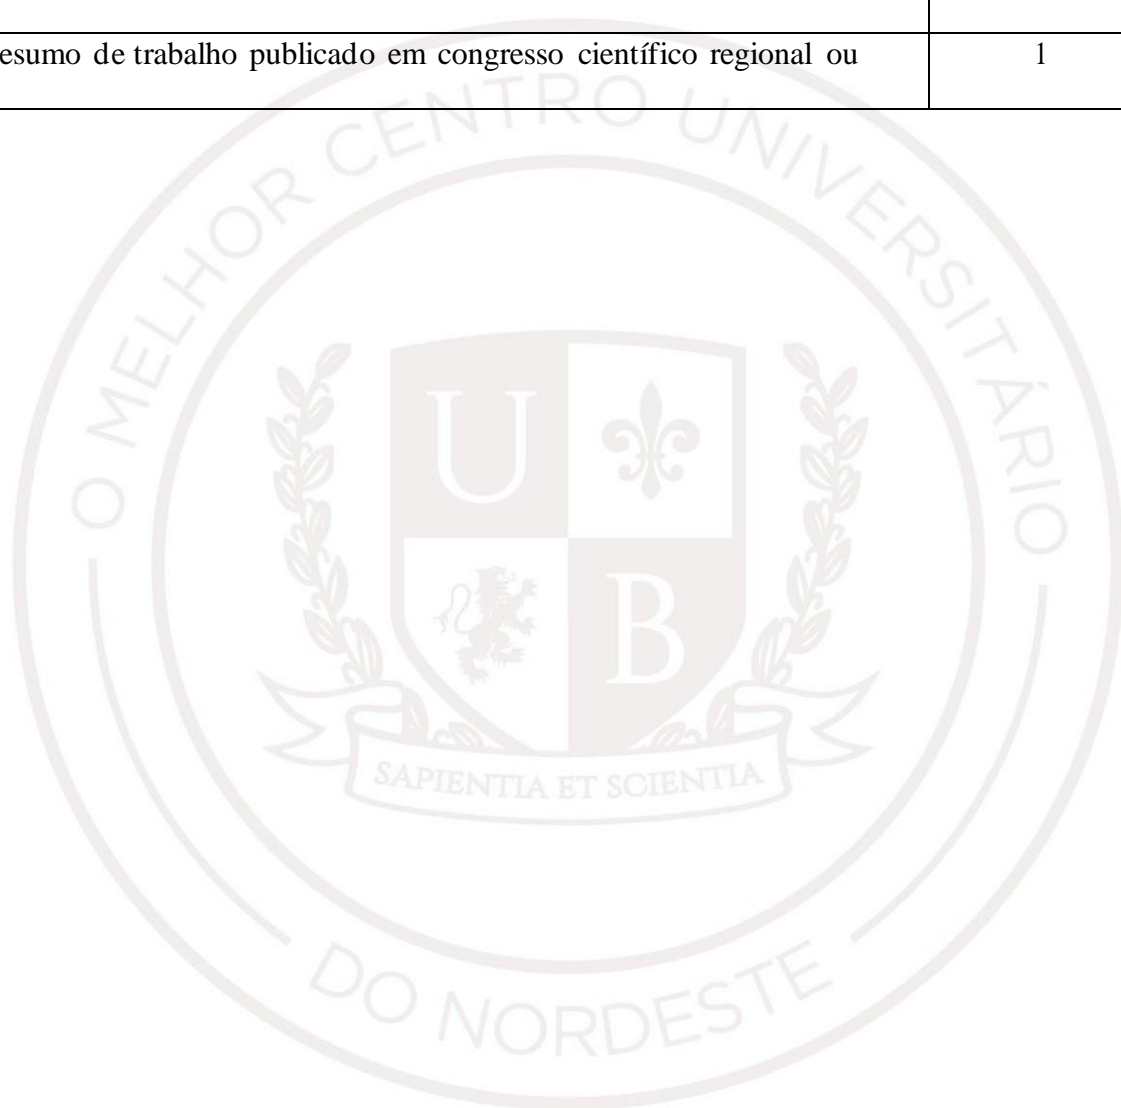 esumo de trabalho publicado em congresso científico regional ou
1
O MELHOR CENTRO UNIVERSITÁRIO
U
B
SAPIENTIA ET SCIENTIA
DO NORDESTE